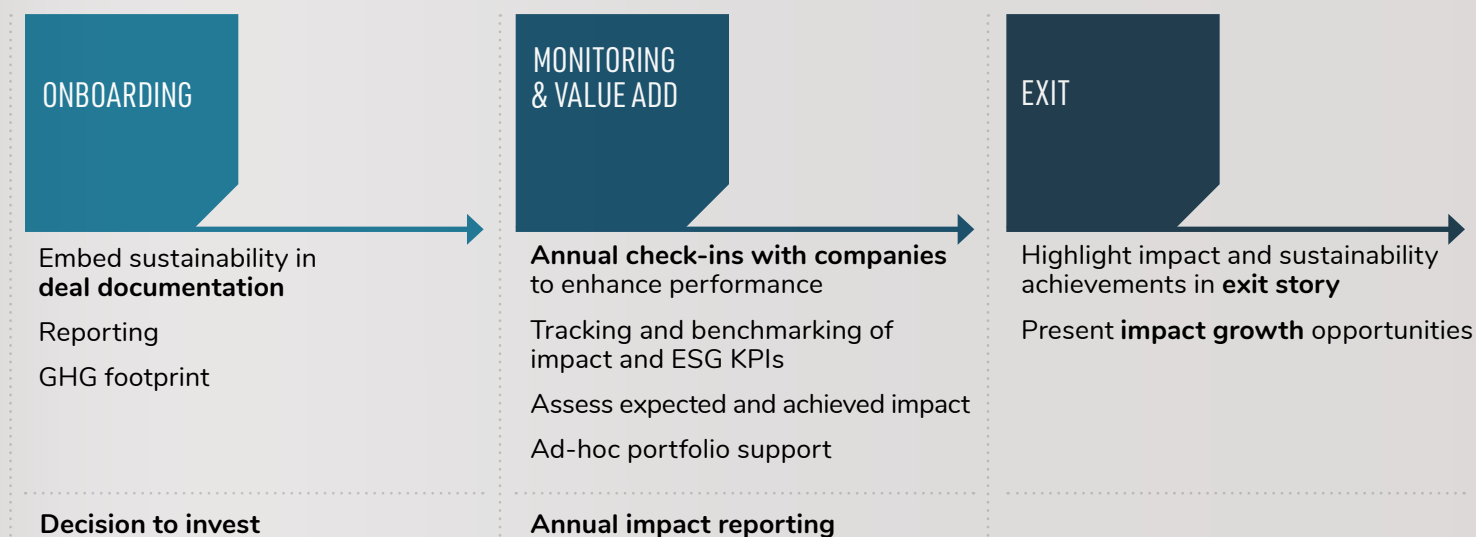 ONBOARDING
Embed sustainability in
deal documentation
Reporting
GHG footprint
Decision to invest
MONITORING
& VALUE ADD
Annual check-ins with companies
to enhance performance
Tracking and benchmarking of
impact and ESG KPIs
Assess expected and achieved impact
Ad-hoc portfolio support
Annual impact reporting
EXIT
Highlight impact and sustainability
achievements in exit story
Present impact growth opportunities